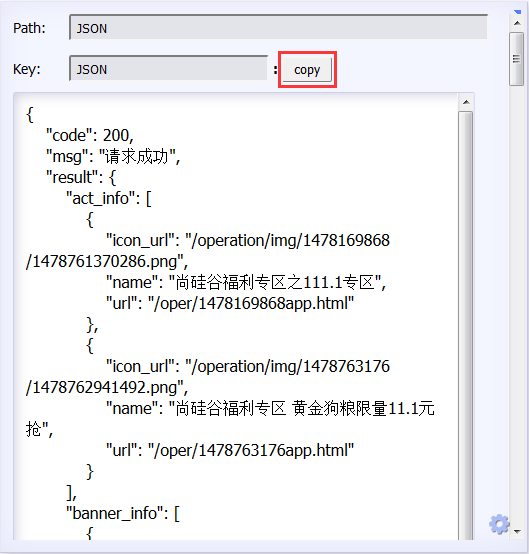 Path: JSON
Key: JSON : copy
{
"code": 200,
"msg": "请求成功",
"result": {
"act_info": [
{
"icon_url": "/operation/img/1478169868
/1478761370286.png",
"name": "尚硅谷福利专区之111.1专区",
"url": "/oper/1478169868app.html"
},
{
"icon_url": "/operation/img/1478763176
/1478762941492.png",
"name": "尚硅谷福利专区 黄金狗粮限量11.1元
抢",
"url": "/oper/1478763176app.html"
}
],
"banner_info": [
{